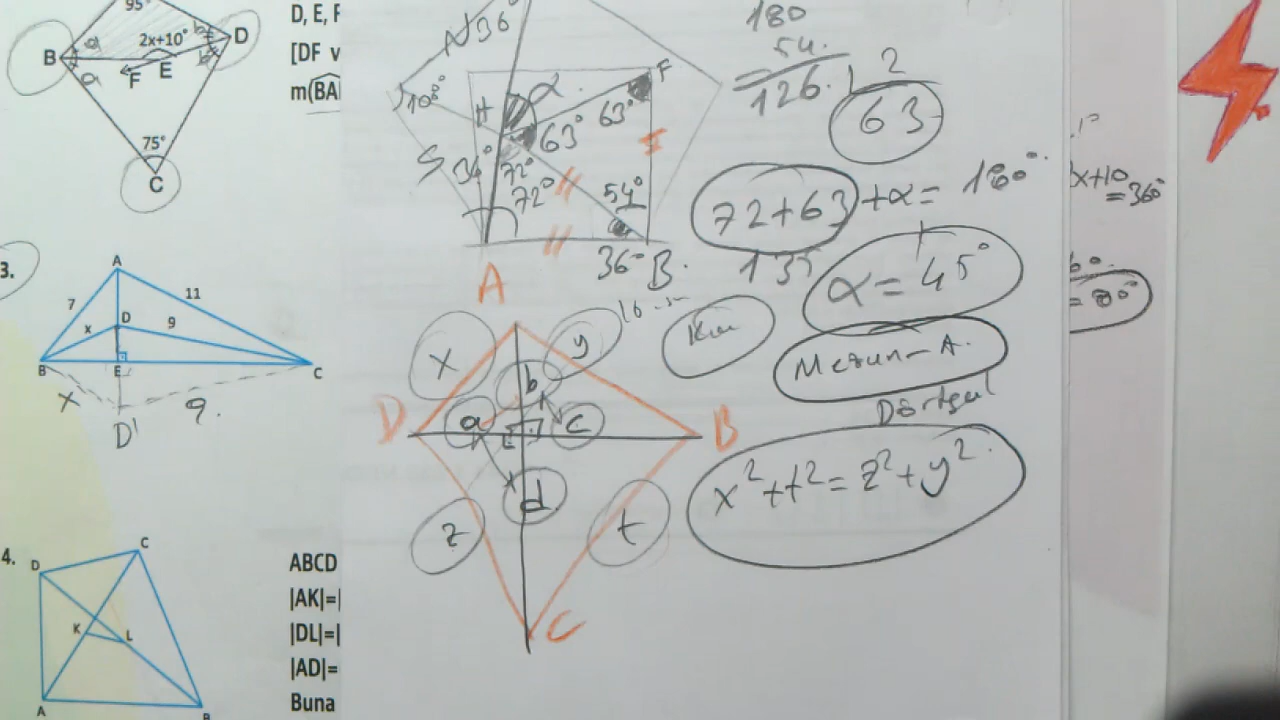 95°
B
D
2x+10°
E
F
a
a
b
b
75°
C
D, E, F
[DF v
m(BA
3.
A
7
11
D
x
9
B
E
C
x
9.
D'
4.
D
C
K
L
A
B
ABCD
|AK|=|
|DL|=|
|AD|=
Buna
36°
108°
H
α
F
63°
63°
36°
72°
72°
54°
36°
A
B.
180
54.
126.
2
63
72+63+α= 180°
135
α= 45°
A.
Dörtgen
x
y
b
a
c
D
E
B
d
z
t
C
x²+t²= z²+y²
x+10
=360°
= 80°